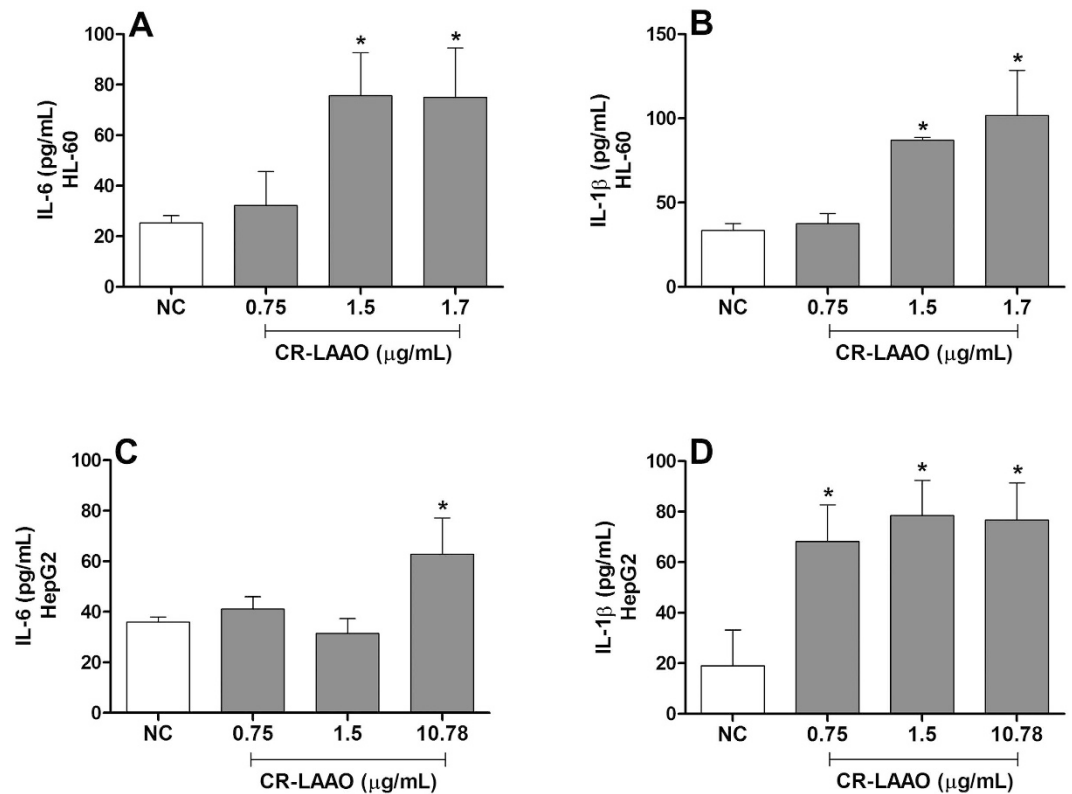 A
IL-6 (pg/mL)
HL-60
100
80
60
40
20
0
* *
NC 0.75 1.5 1.7
CR-LAAO (μg/mL)
B
IL-1β (pg/mL)
HL-60
150
100
50
0
* *
NC 0.75 1.5 1.7
CR-LAAO (μg/mL)
C
IL-6 (pg/mL)
HepG2
100
80
60
40
20
0
*
NC 0.75 1.5 10.78
CR-LAAO (μg/mL)
D
IL-1β (pg/mL)
HepG2
100
80
60
40
20
0
* * *
NC 0.75 1.5 10.78
CR-LAAO (μg/mL)